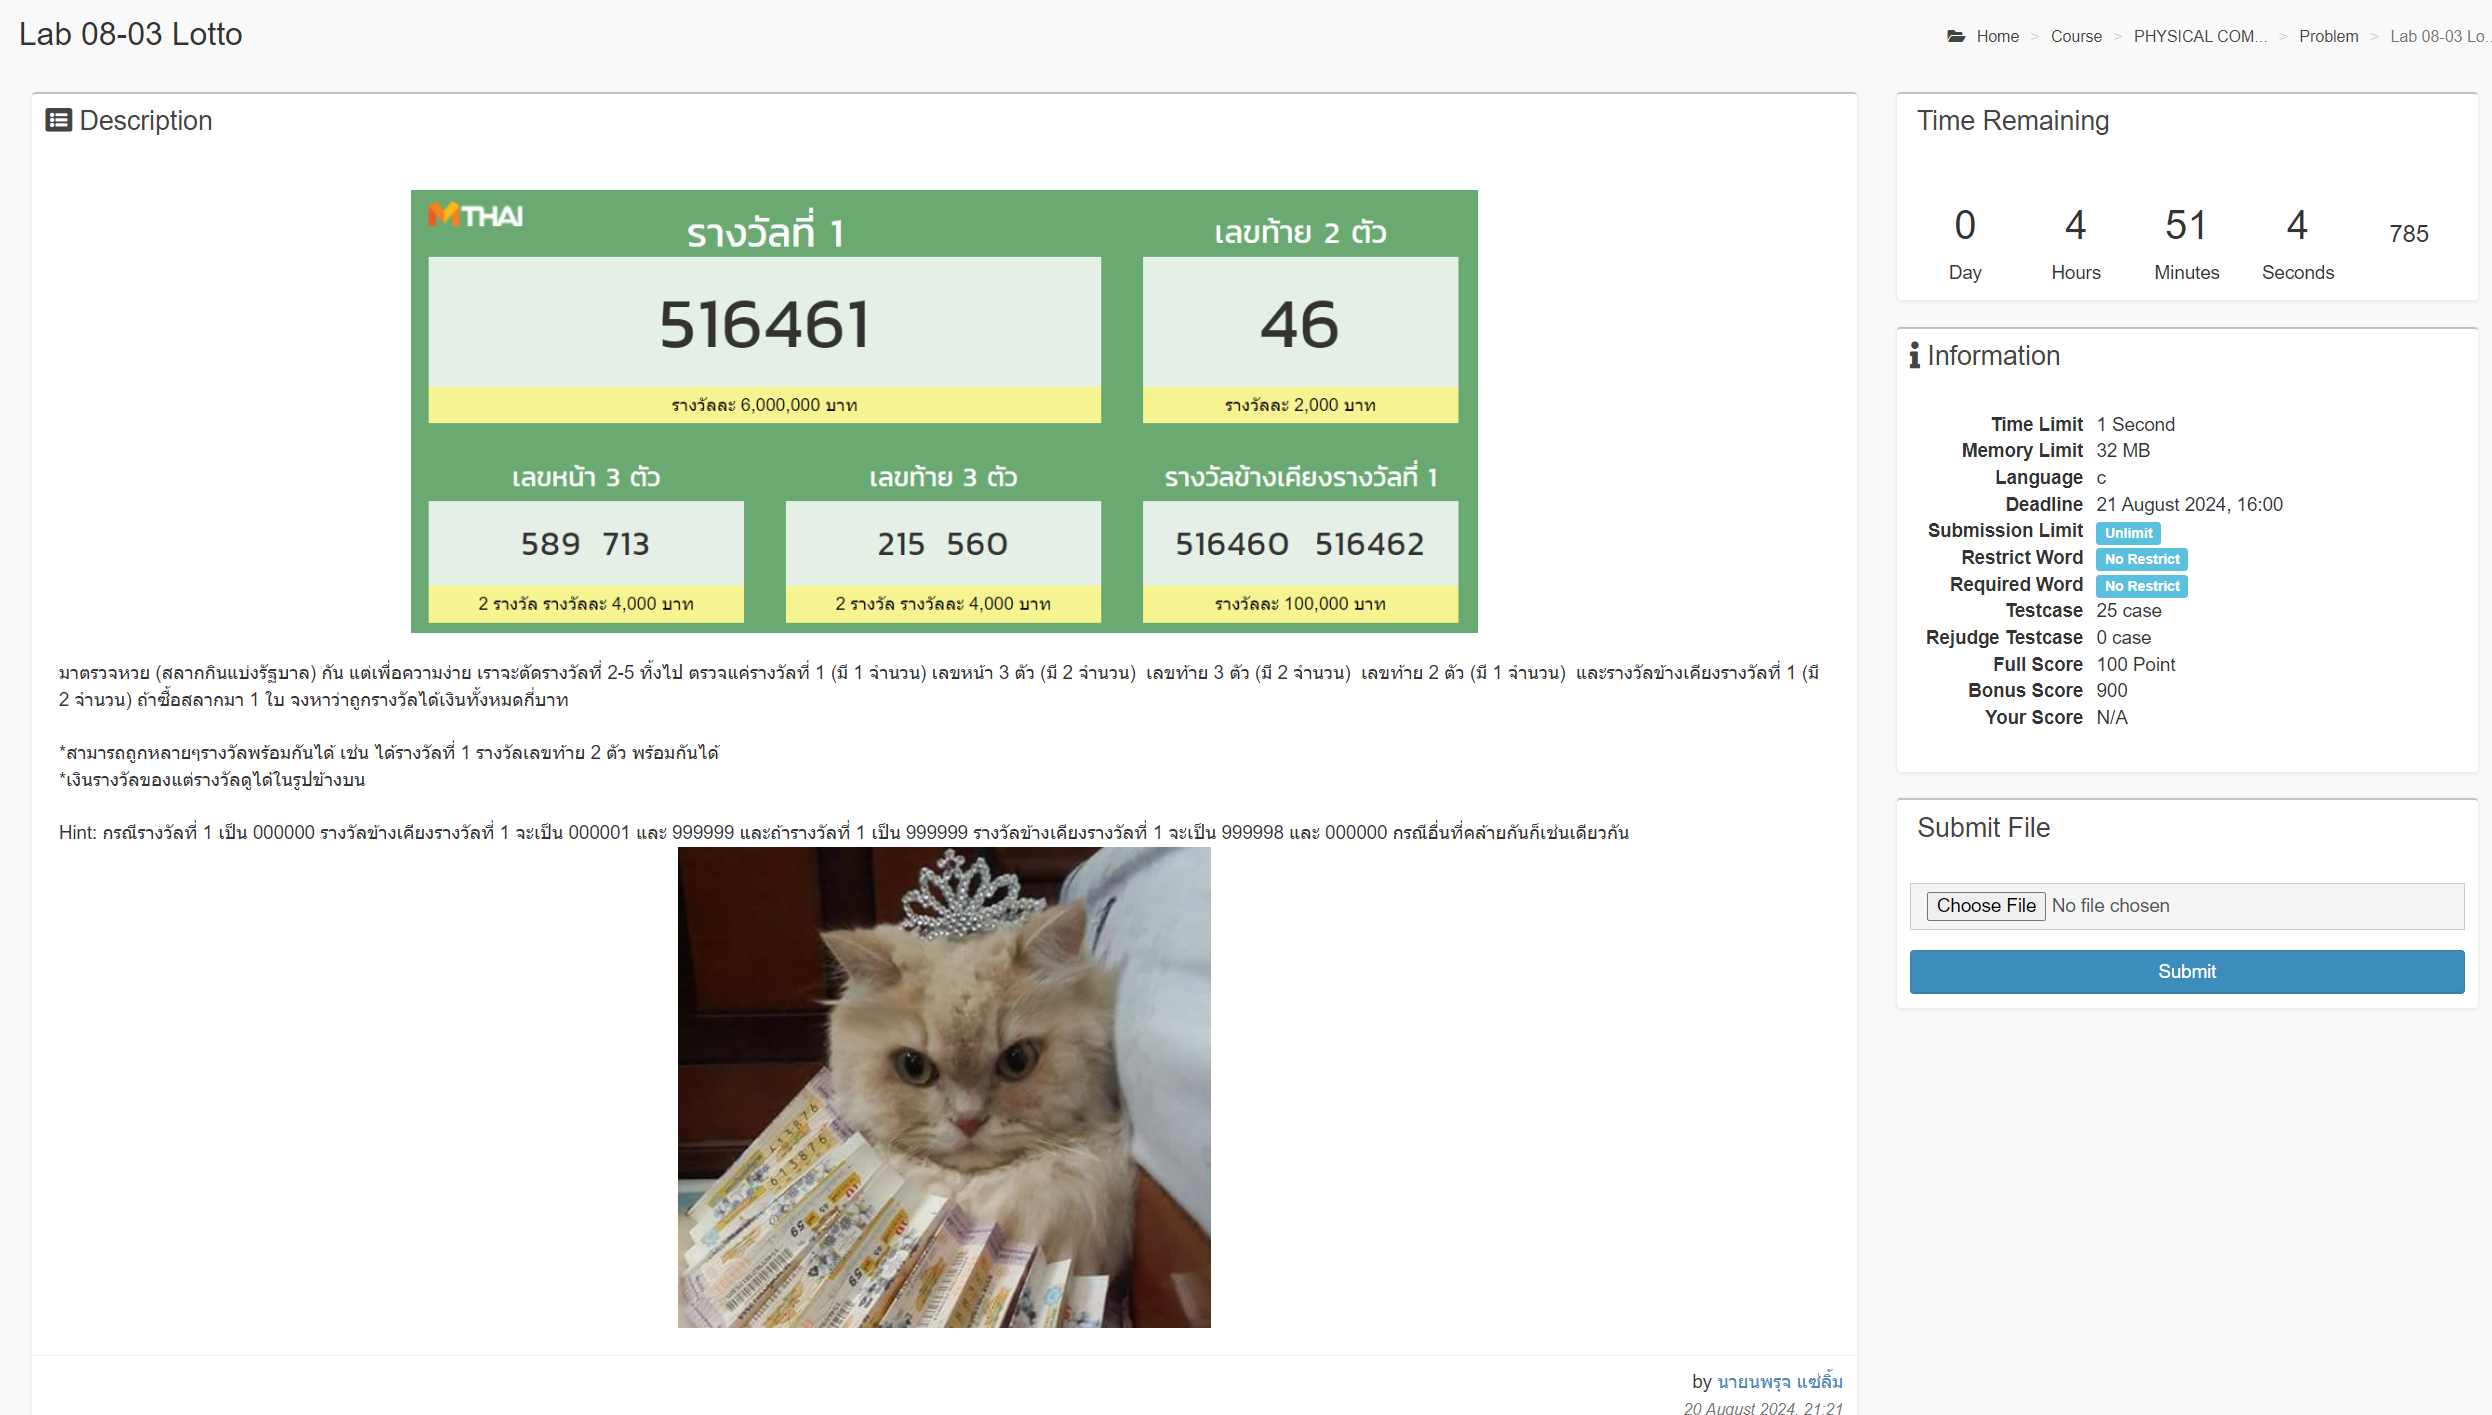 Lab 08-03 Lotto
Home > Course > PHYSICAL COM... > Problem > Lab 08-03 Lo...
Description
MTHAI
รางวัลที่ 1
เลขท้าย 2 ตัว
516461
46
รางวัลละ 6,000,000 บาท
รางวัลละ 2,000 บาท
เลขหน้า 3 ตัว
เลขท้าย 3 ตัว
รางวัลข้างเคียงรางวัลที่ 1
589 713
215 560
516460 516462
2 รางวัล รางวัลละ 4,000 บาท
2 รางวัล รางวัลละ 4,000 บาท
รางวัลละ 100,000 บาท
มาตรวจหวย (สลากกินแบ่งรัฐบาล) กัน แต่เพื่อความง่าย เราจะตัดรางวัลที่ 2-5 ทิ้งไป ตรวจแค่รางวัลที่ 1 (มี 1 จำนวน) เลขหน้า 3 ตัว (มี 2 จำนวน) เลขท้าย 3 ตัว (มี 2 จำนวน) เลขท้าย 2 ตัว (มี 1 จำนวน) และรางวัลข้างเคียงรางวัลที่ 1 (มี
2 จำนวน) ถ้าซื้อสลากมา 1 ใบ จงหาว่าถูกรางวัลได้เงินทั้งหมดกี่บาท
*สามารถถูกหลายๆรางวัลพร้อมกันได้ เช่น ได้รางวัลที่ 1 รางวัลเลขท้าย 2 ตัว พร้อมกันได้
*เงินรางวัลของแต่รางวัลดูได้ในรูปข้างบน
Hint: กรณีรางวัลที่ 1 เป็น 000000 รางวัลข้างเคียงรางวัลที่ 1 จะเป็น 000001 และ 999999 และถ้ารางวัลที่ 1 เป็น 999999 รางวัลข้างเคียงรางวัลที่ 1 จะเป็น 999998 และ 000000 กรณีอื่นที่คล้ายกันก็เช่นเดียวกัน
613876
613876
59
59
by นายนพรุจ แซ่ลิ้ม
20 August 2024, 21:21
Time Remaining
0 4 51 4 785
Day Hours Minutes Seconds
Information
Time Limit 1 Second
Memory Limit 32 MB
Language c
Deadline 21 August 2024, 16:00
Submission Limit Unlimit
Restrict Word No Restrict
Required Word No Restrict
Testcase 25 case
Rejudge Testcase 0 case
Full Score 100 Point
Bonus Score 900
Your Score N/A
Submit File
Choose File No file chosen
Submit